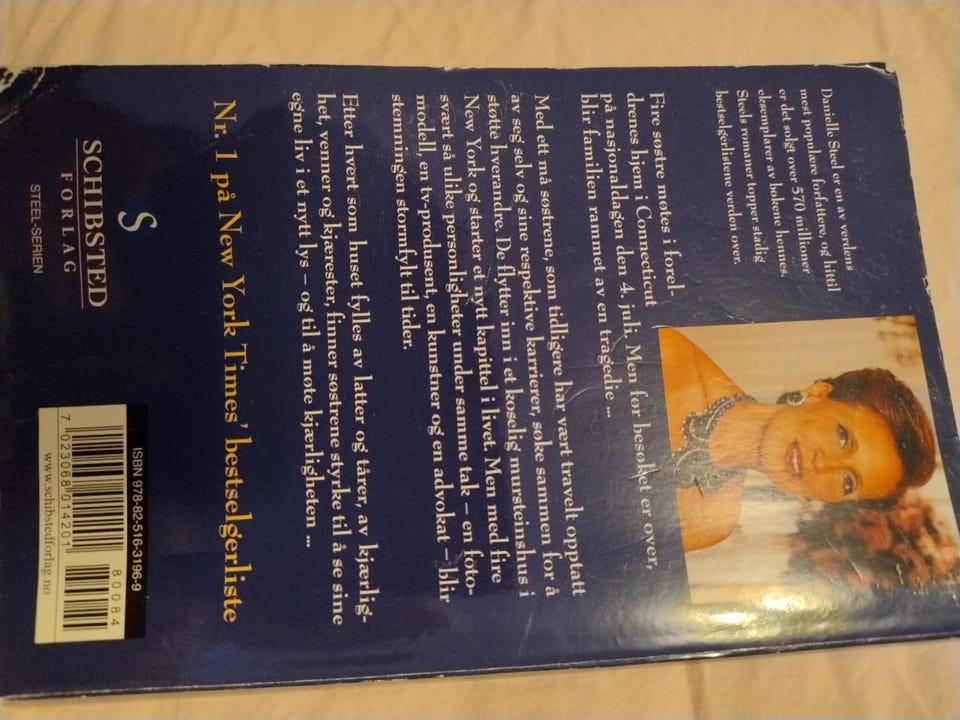 Danielle Steel er en av verdens
mest populære forfattere, og hittil
er det solgt over 570 millioner
eksemplarer av bøkene hennes.
Steels romaner topper stadig
bestselgerlistene verden over.
Fire søstre møtes i forel-
drenes hjem i Connecticut
på nasjonaldagen den 4. juli. Men før besøket er over,
blir familien rammet av en tragedie ...
Med ett må søstrene, som tidligere har vært travelt opptatt
av seg selv og sine respektive karrierer, søke sammen for å
støtte hverandre. De flytter inn i et koselig mursteinshus i
New York og starter et nytt kapittel i livet. Men med fire
svært så ulike personligheter under samme tak – en foto-
modell, en tv-produsent, en kunstner og en advokat – blir
stemningen stormfylt til tider.
Etter hvert som huset fylles av latter og tårer, av kjærlig-
het, venner og kjærester, finner søstrene styrke til å se sine
egne liv i et nytt lys – og til å møte kjærligheten ...
Nr. 1 på New York Times' bestselgerliste
S
SCHIBSTED
FORLAG
STEEL-SERIEN
ISBN 978-82-516-3196-9
80084
7 023068 014201
www.schibstedforlag.no